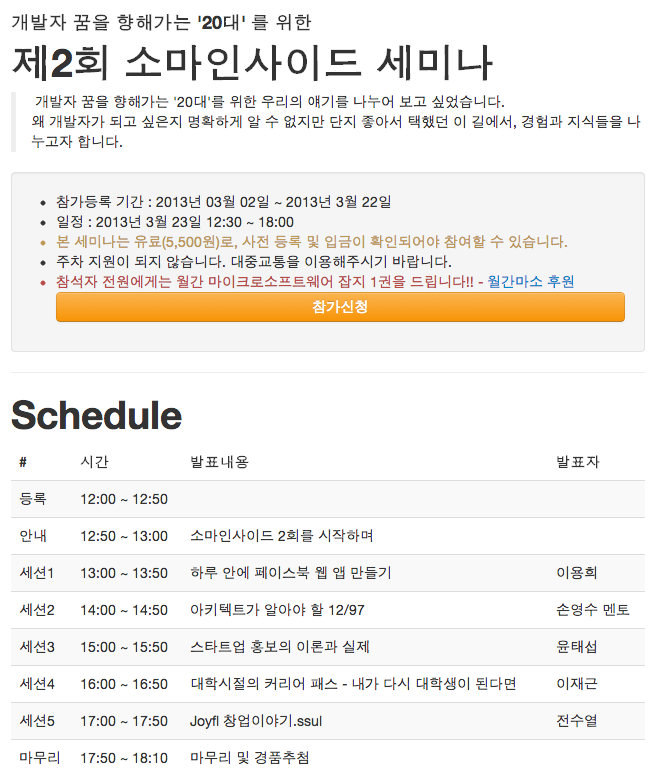 개발자 꿈을 향해가는 '20대' 를 위한
제2회 소마인사이드 세미나
개발자 꿈을 향해가는 '20대'를 위한 우리의 얘기를 나누어 보고 싶었습니다.
왜 개발자가 되고 싶은지 명확하게 알 수 없지만 단지 좋아서 택했던 이 길에서, 경험과 지식들을 나
누고자 합니다.
참가등록 기간 : 2013년 03월 02일 ~ 2013년 3월 22일
일정 : 2013년 3월 23일 12:30 ~ 18:00
본 세미나는 유료(5,500원)로, 사전 등록 및 입금이 확인되어야 참여할 수 있습니다.
주차 지원이 되지 않습니다. 대중교통을 이용해주시기 바랍니다.
참석자 전원에게는 월간 마이크로소프트웨어 잡지 1권을 드립니다!! - 월간마소 후원
참가신청
Schedule
# 시간 발표내용 발표자
등록 12:00 ~ 12:50
안내 12:50 ~ 13:00 소마인사이드 2회를 시작하며
세션1 13:00 ~ 13:50 하루 안에 페이스북 웹 앱 만들기 이용희
세션2 14:00 ~ 14:50 아키텍트가 알아야 할 12/97 손영수 멘토
세션3 15:00 ~ 15:50 스타트업 홍보의 이론과 실제 윤태섭
세션4 16:00 ~ 16:50 대학시절의 커리어 패스 - 내가 다시 대학생이 된다면 이재근
세션5 17:00 ~ 17:50 Joyfl 창업이야기.ssul 전수열
마무리 17:50 ~ 18:10 마무리 및 경품추첨